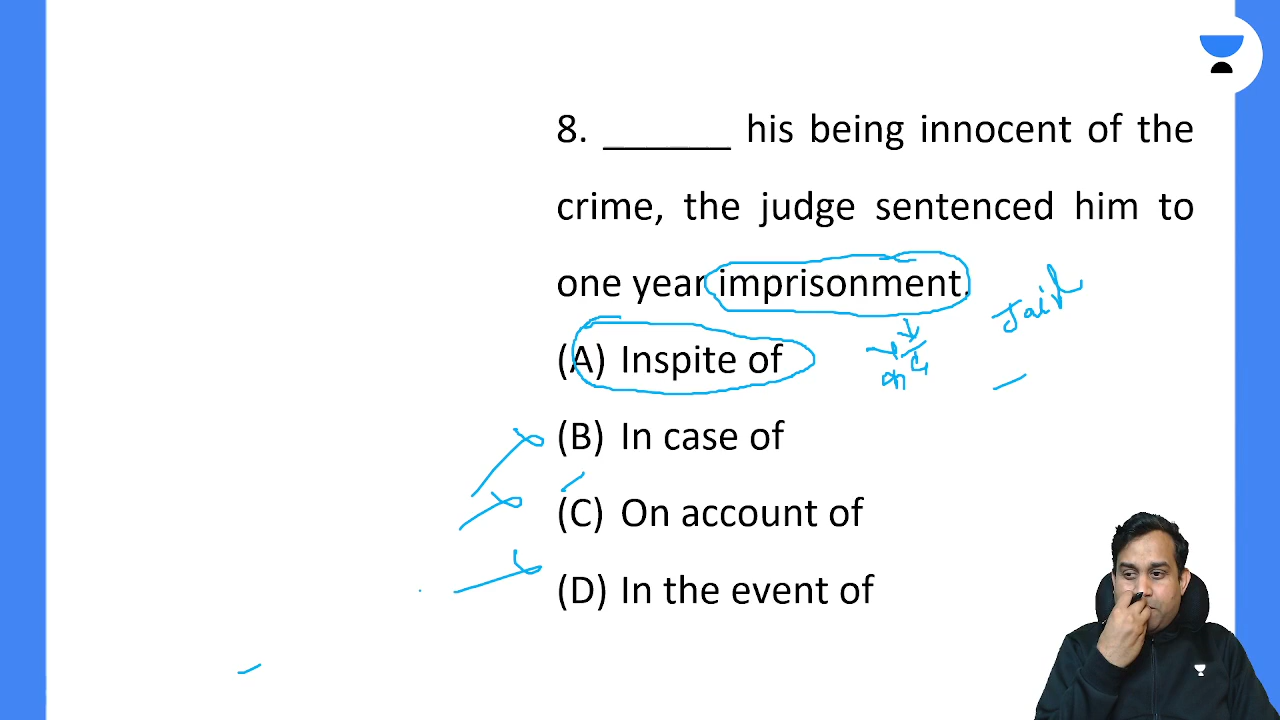 8. ______ his being innocent of the
crime, the judge sentenced him to
one year imprisonment.
Jail
(A) Inspite of
(B) In case of
(C) On account of
(D) In the event of